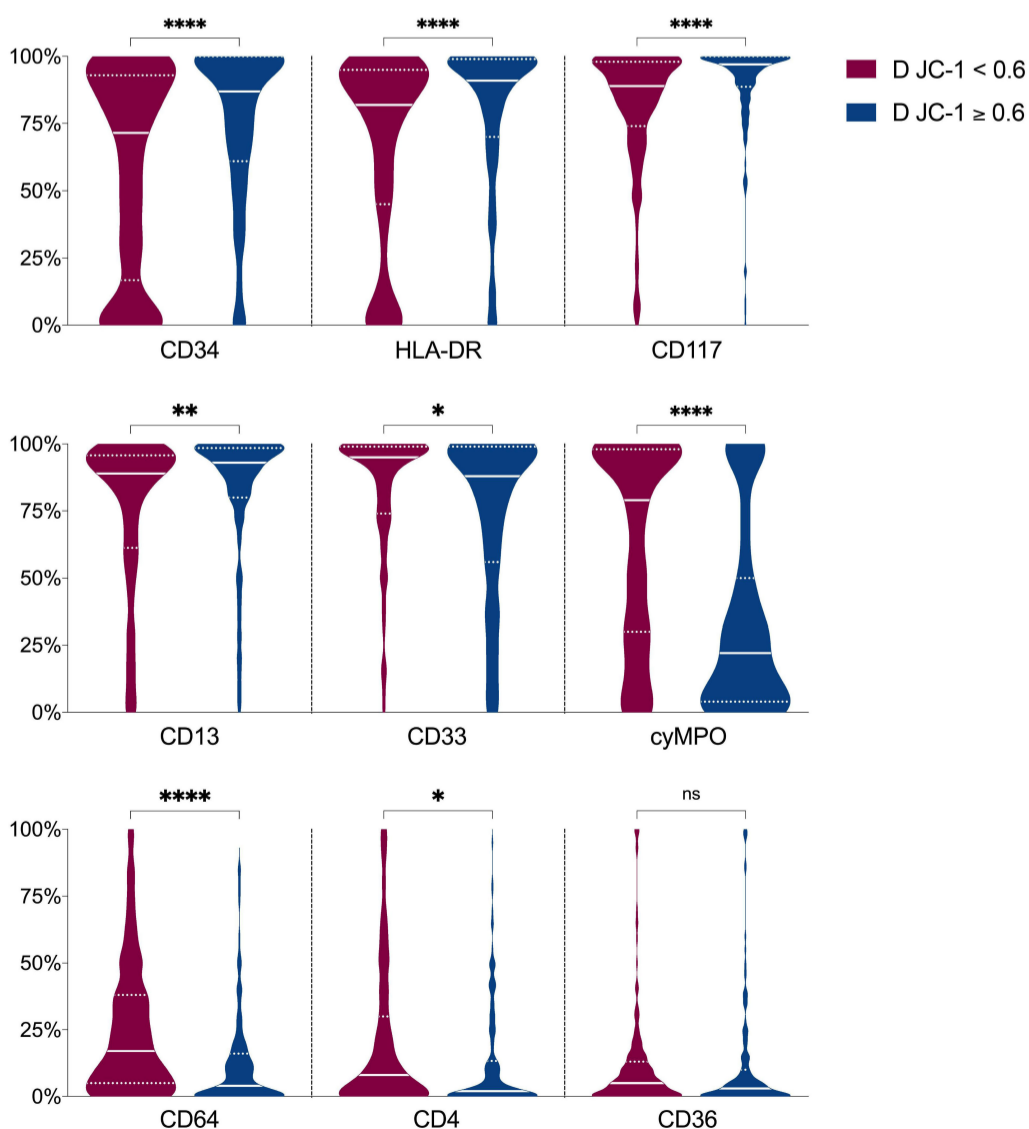 **** **** ****
100%
75%
50%
25%
0%
CD34 HLA-DR CD117
D JC-1 < 0.6
D JC-1 ≥ 0.6
** * ****
100%
75%
50%
25%
0%
CD13 CD33 cyMPO
**** * ns
100%
75%
50%
25%
0%
CD64 CD4 CD36